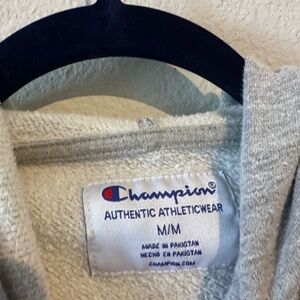 Champion®
AUTHENTIC ATHLETICWEAR
M/M
MADE IN PAKISTAN
HECHO EN PAKISTAN
CHAMPION.COM